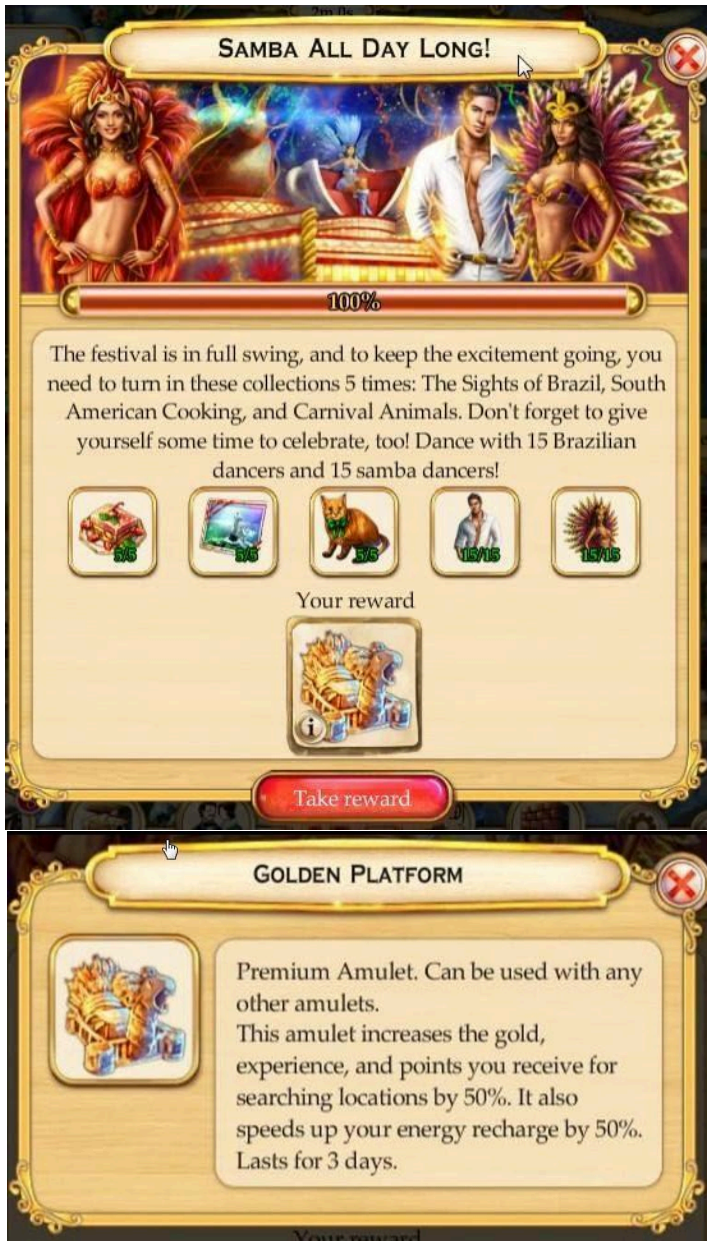 2m 0s
SAMBA ALL DAY LONG!
100%
The festival is in full swing, and to keep the excitement going, you
need to turn in these collections 5 times: The Sights of Brazil, South
American Cooking, and Carnival Animals. Don't forget to give
yourself some time to celebrate, too! Dance with 15 Brazilian
dancers and 15 samba dancers!
5/5 5/5 5/5 15/15 15/15
Your reward
i
Take reward
GOLDEN PLATFORM
Premium Amulet. Can be used with any
other amulets.
This amulet increases the gold,
experience, and points you receive for
searching locations by 50%. It also
speeds up your energy recharge by 50%.
Lasts for 3 days.
Your reward